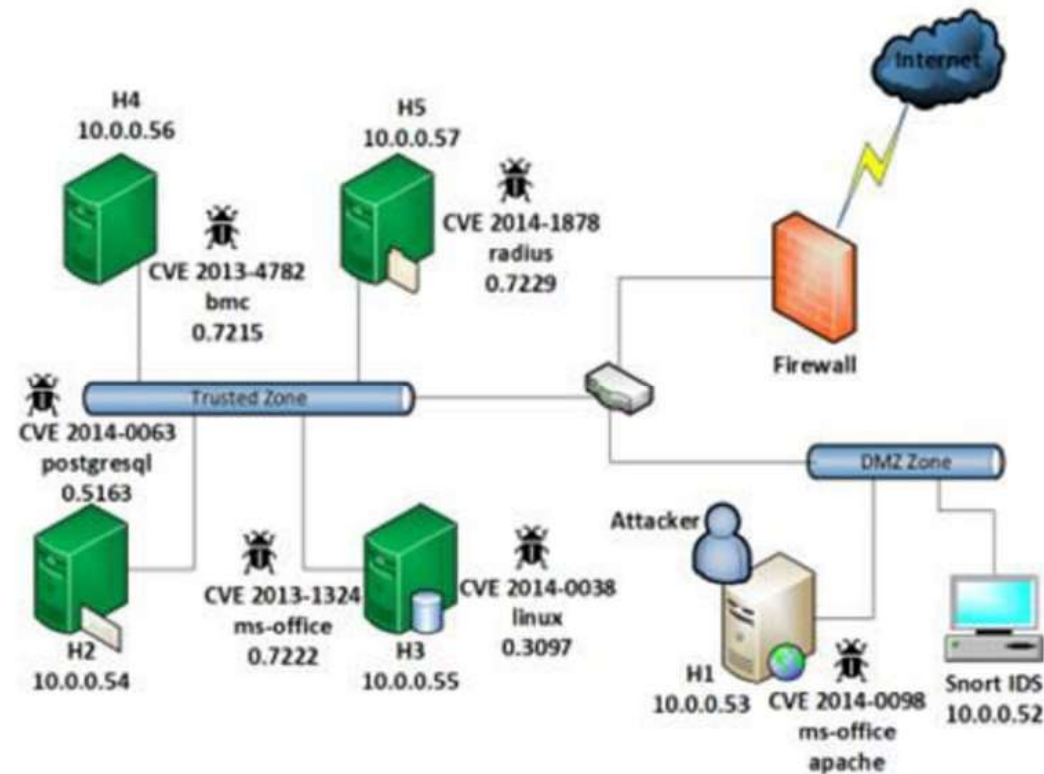 Internet
H4
10.0.0.56
H5
10.0.0.57
CVE 2014-1878
radius
0.7229
CVE 2013-4782
bmc
0.7215
Firewall
Trusted Zone
CVE 2014-0063
postgresql
0.5163
DMZ Zone
Attacker
CVE 2013-1324
ms-office
0.7222
CVE 2014-0038
linux
0.3097
H2
10.0.0.54
H3
10.0.0.55
H1
10.0.0.53
CVE 2014-0098
ms-office
apache
Snort IDS
10.0.0.52